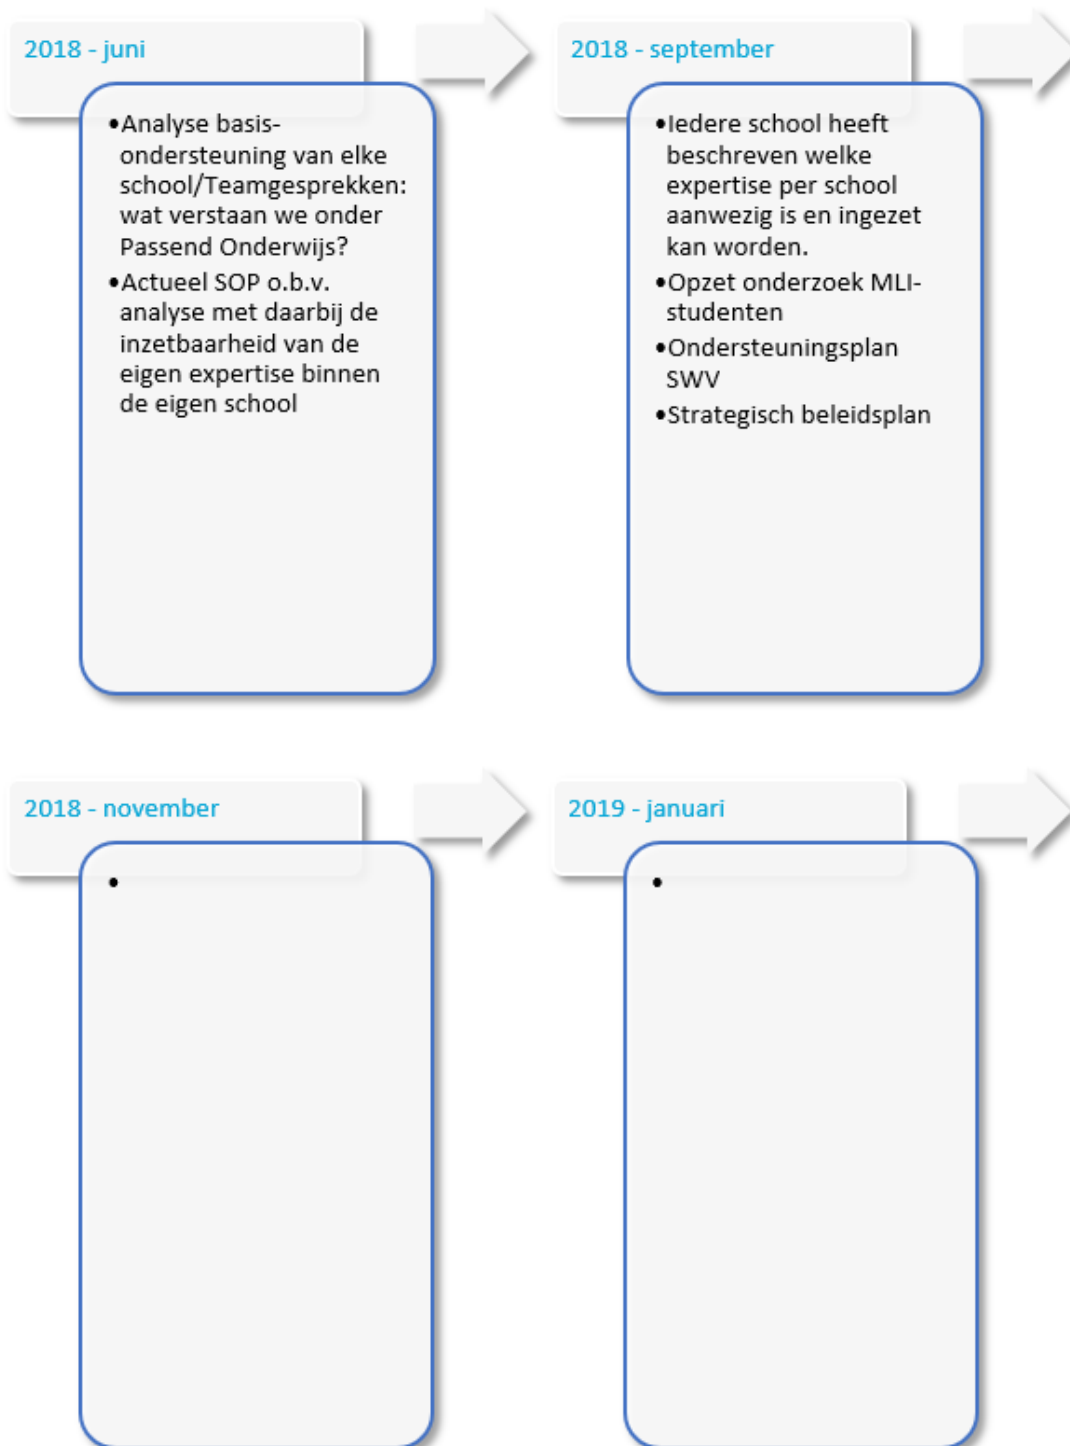 2018 - juni
•Analyse basis-
ondersteuning van elke
school/Teamgesprekken:
wat verstaan we onder
Passend Onderwijs?
•Actueel SOP o.b.v.
analyse met daarbij de
inzetbaarheid van de
eigen expertise binnen
de eigen school
2018 - september
•Iedere school heeft
beschreven welke
expertise per school
aanwezig is en ingezet
kan worden.
•Opzet onderzoek MLI-
studenten
•Ondersteuningsplan
SWV
•Strategisch beleidsplan
2018 - november
•
2019 - januari
•